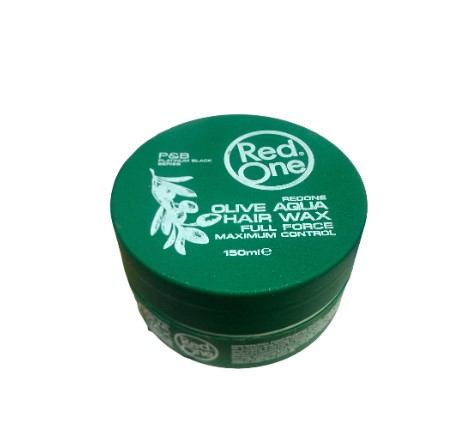 P&B
PLATINUM BLACK
SERIES
Red
One
REDONE
OLIVE AQUA
HAIR WAX
FULL FORCE
MAXIMUM CONTROL
150ml℮
Red
One